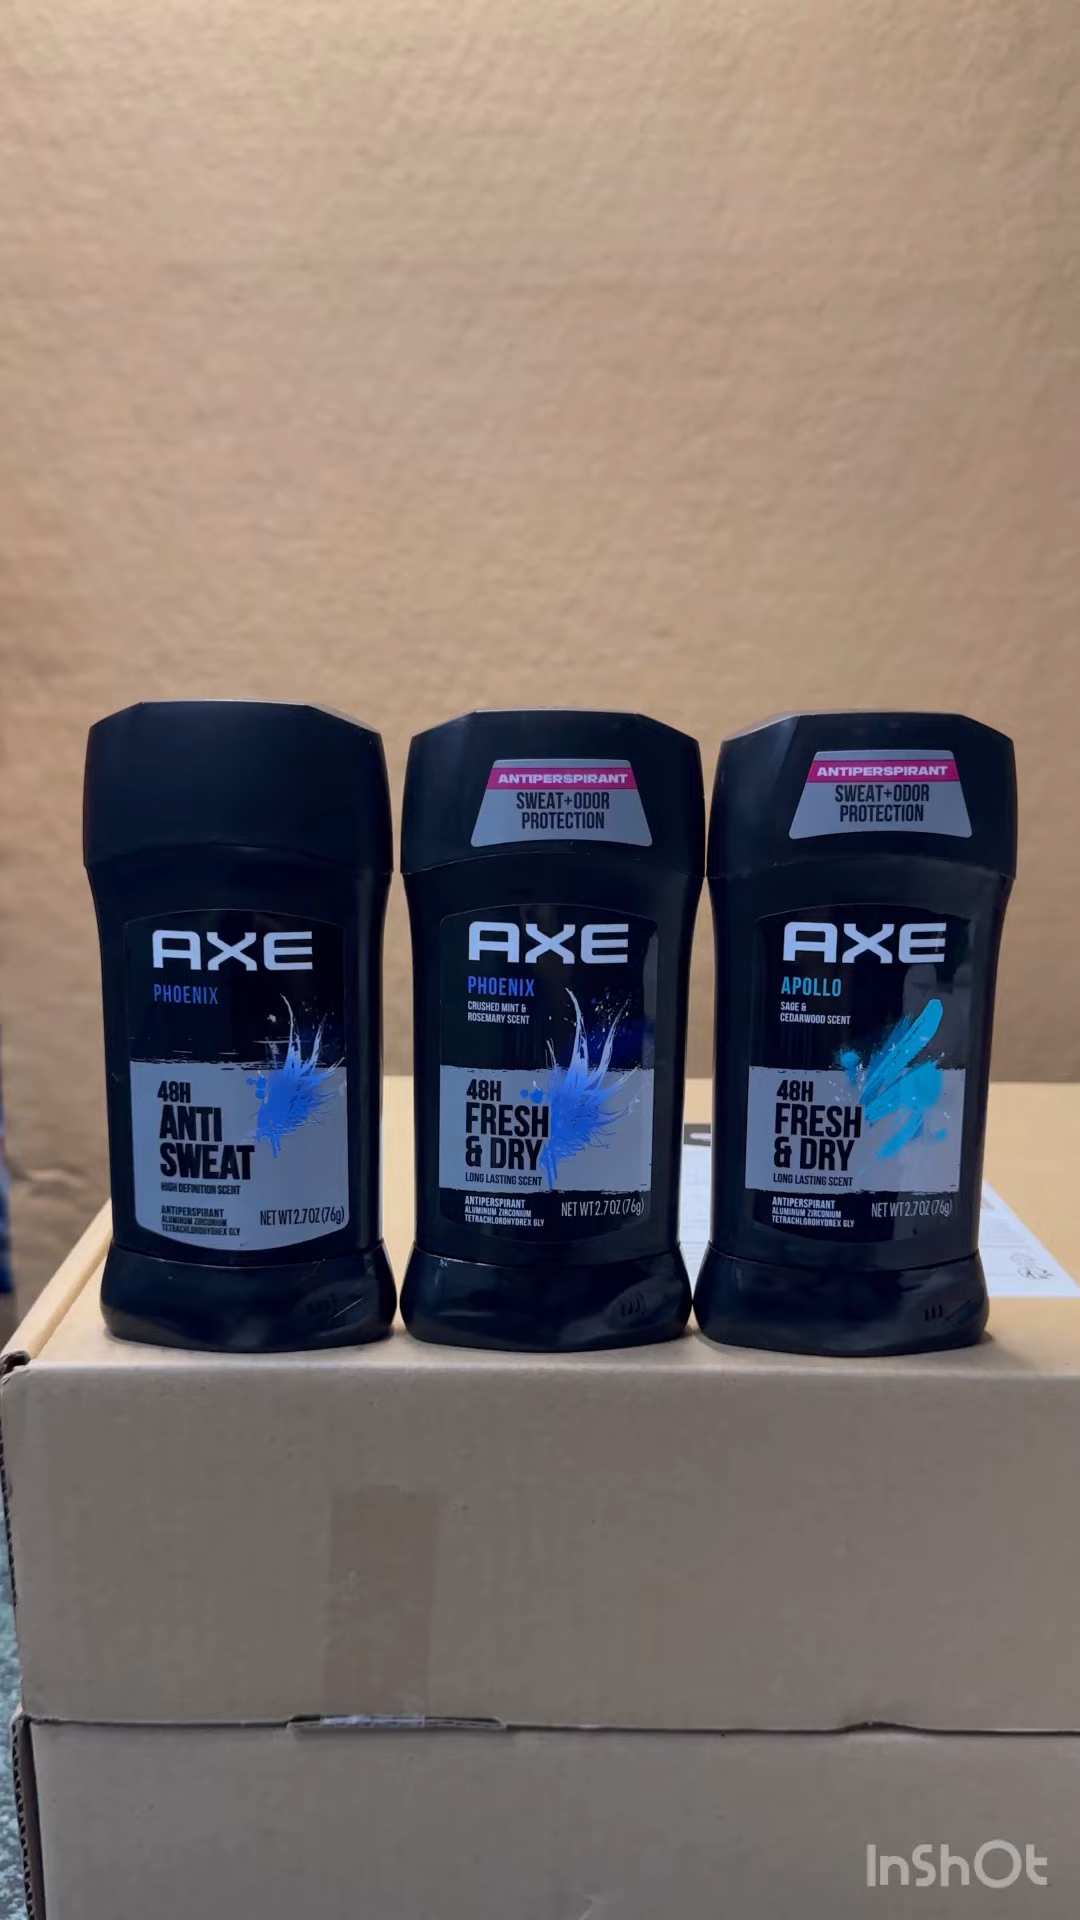 AXE
PHOENIX
48H
ANTI
SWEAT
HIGH DEFINITION SCENT
ANTIPERSPIRANT
ALUMINUM ZIRCONIUM
TETRACHLOROHYDREX GLY
NET WT 2.7 OZ (76g)
ANTIPERSPIRANT
SWEAT+ODOR
PROTECTION
AXE
PHOENIX
CRUSHED MINT &
ROSEMARY SCENT
48H
FRESH
& DRY
LONG LASTING SCENT
ANTIPERSPIRANT
ALUMINUM ZIRCONIUM
TETRACHLOROHYDREX GLY
NET WT 2.7 OZ (76g)
ANTIPERSPIRANT
SWEAT+ODOR
PROTECTION
AXE
APOLLO
SAGE &
CEDARWOOD SCENT
48H
FRESH
& DRY
LONG LASTING SCENT
ANTIPERSPIRANT
ALUMINUM ZIRCONIUM
TETRACHLOROHYDREX GLY
NET WT 2.7 OZ (76g)
InShOt